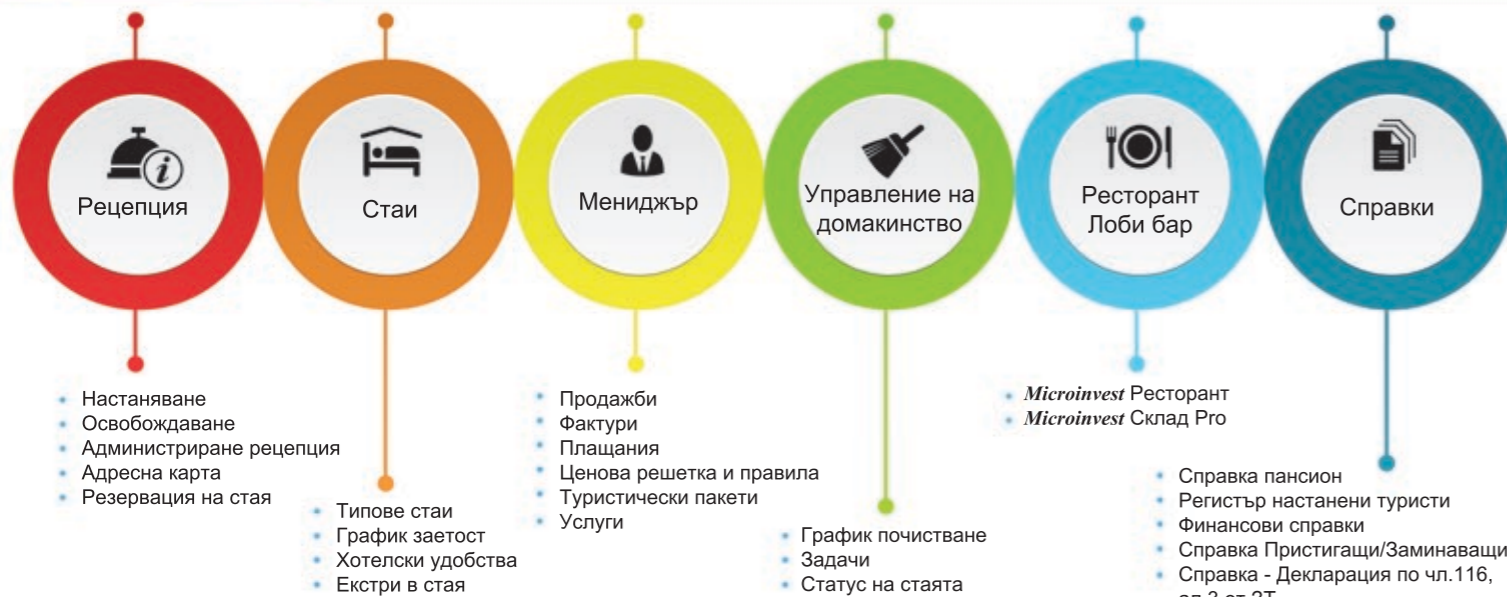 Рецепция
Настаняване
Освобождаване
Администриране рецепция
Адресна карта
Резервация на стая
Стаи
Типове стаи
График заетост
Хотелски удобства
Екстри в стая
Мениджър
Продажби
Фактури
Плащания
Ценова решетка и правила
Туристически пакети
Услуги
Управление на
домакинство
График почистване
Задачи
Статус на стаята
Ресторант
Лоби бар
Microinvest Ресторант
Microinvest Склад Pro
Справки
Справка пансион
Регистър настанени туристи
Финансови справки
Справка Пристигащи/Заминаващи
Справка - Декларация по чл.116,